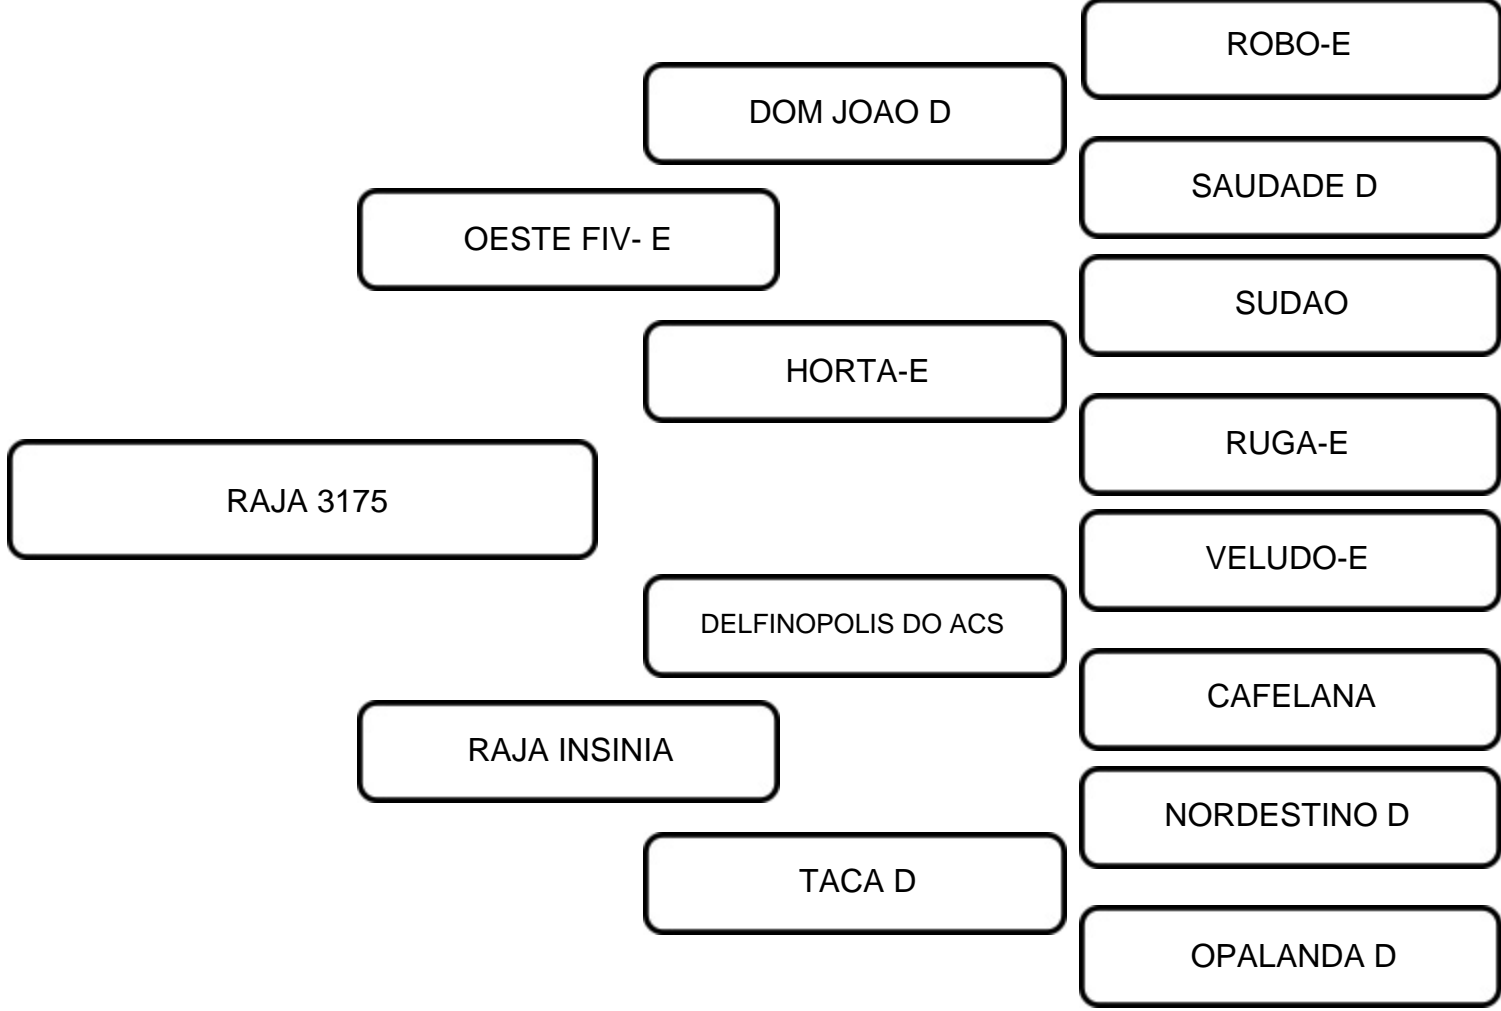 ROBO-E
DOM JOAO D
SAUDADE D
OESTE FIV- E
SUDAO
HORTA-E
RUGA-E
RAJA 3175
VELUDO-E
DELFINOPOLIS DO ACS
CAFELANA
RAJA INSINIA
NORDESTINO D
TACA D
OPALANDA D